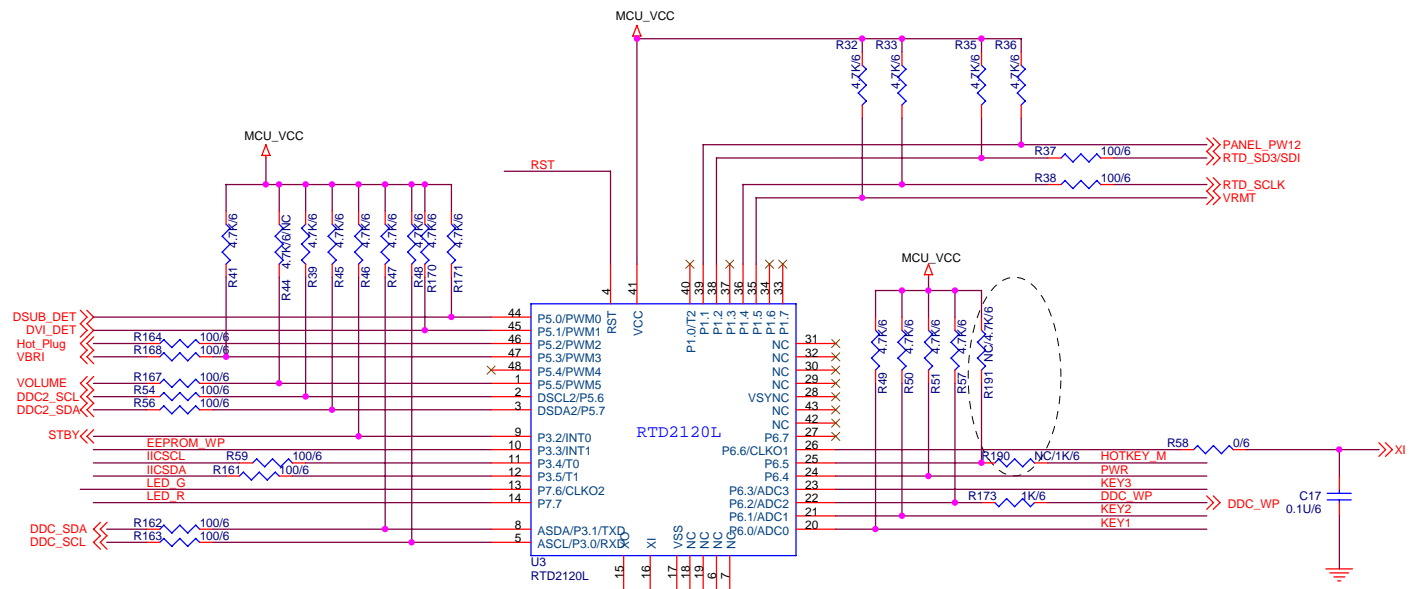 MCU_VCC
R32
4.7K/6
R33
4.7K/6
R35
4.7K/6
R36
4.7K/6
PANEL_PW12
R37
100/6
RTD_SD3/SDI
R38
100/6
RTD_SCLK
VRMT
MCU_VCC
RST
4.7K/6
R41
4.7K/6/NC
R44
4.7K/6
R39
4.7K/6
R45
4.7K/6
R46
4.7K/6
R47
4.7K/6
R48
4.7K/6
R170
4.7K/6
R171
MCU_VCC
4.7K/6
R49
4.7K/6
R50
4.7K/6
R51
4.7K/6
R57
NC/4.7K/6
R191
4
RST
41
VCC
40
P1.0/T2
39
P1.1
38
P1.2
37
P1.3
36
P1.4
35
P1.5
34
P1.6
33
P1.7
DSUB_DET
44
P5.0/PWM0
DVI_DET
45
P5.1/PWM1
Hot_Plug
R164
100/6
46
P5.2/PWM2
VBRI
R168
100/6
47
P5.3/PWM3
48
P5.4/PWM4
VOLUME
R167
100/6
1
P5.5/PWM5
DDC2_SCL
R54
100/6
2
DSCL2/P5.6
DDC2_SDA
R56
100/6
3
DSDA2/P5.7
STBY
9
P3.2/INT0
EEPROM_WP
10
P3.3/INT1
IICSCL
R59
100/6
11
P3.4/T0
IICSDA
R161
100/6
12
P3.5/T1
LED_G
13
P7.6/CLKO2
LED_R
14
P7.7
DDC_SDA
R162
100/6
8
ASDA/P3.1/TXD
DDC_SCL
R163
100/6
5
ASCL/P3.0/RXD
RTD2120L
NC
31
NC
32
NC
30
NC
29
VSYNC
28
NC
43
NC
42
P6.7
27
P6.6/CLKO1
26
R58
0/6
XI
P6.5
25
R190
NC/1K/6
HOTKEY_M
P6.4
24
PWR
P6.3/ADC3
23
KEY3
P6.2/ADC2
22
R173
1K/6
DDC_WP
DDC_WP
P6.1/ADC1
21
KEY2
P6.0/ADC0
20
KEY1
C17
0.1U/6
XO
15
XI
16
VSS
17
NC
18
NC
19
NC
6
NC
7
U3
RTD2120L